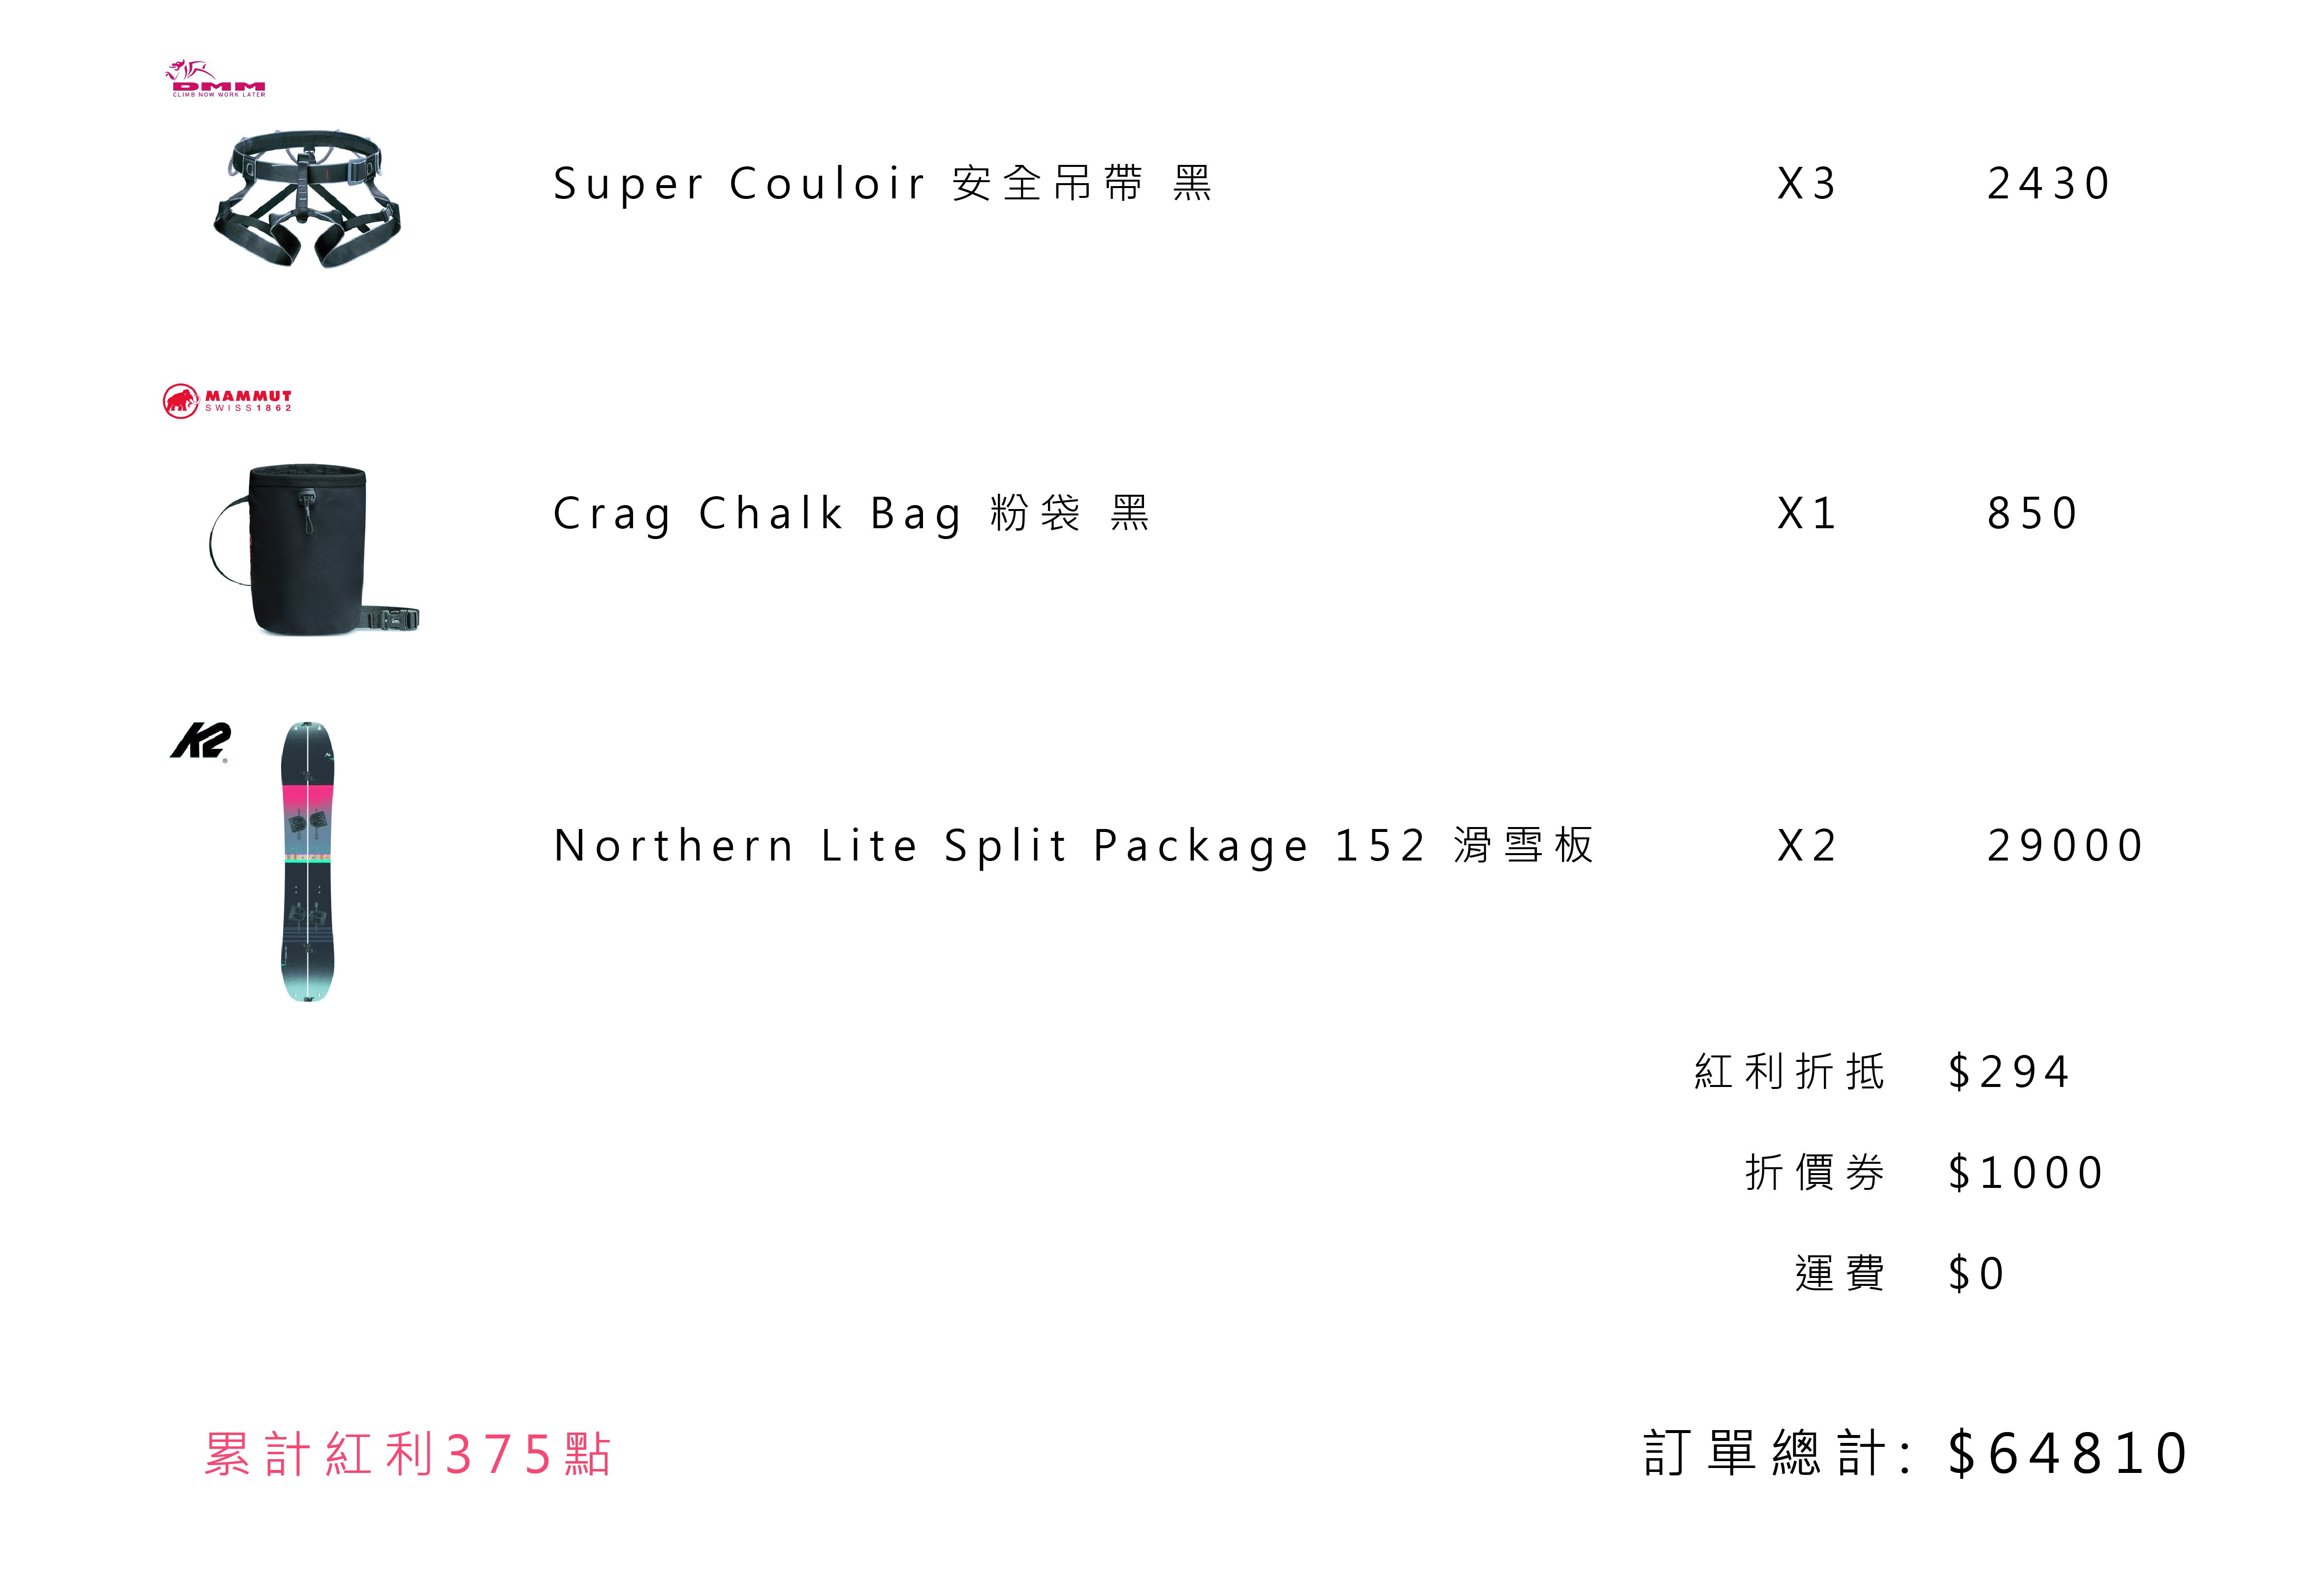 DMM
CLIMB NOW WORK LATER
Super Couloir 安全吊帶 黑 X3 2430
MAMMUT
SWISS 1862
Crag Chalk Bag 粉袋 黑 X1 850
K2
®
Northern Lite Split Package 152 滑雪板 X2 29000
紅利折抵 $294
折價券 $1000
運費 $0
累計紅利375點 訂單總計: $64810